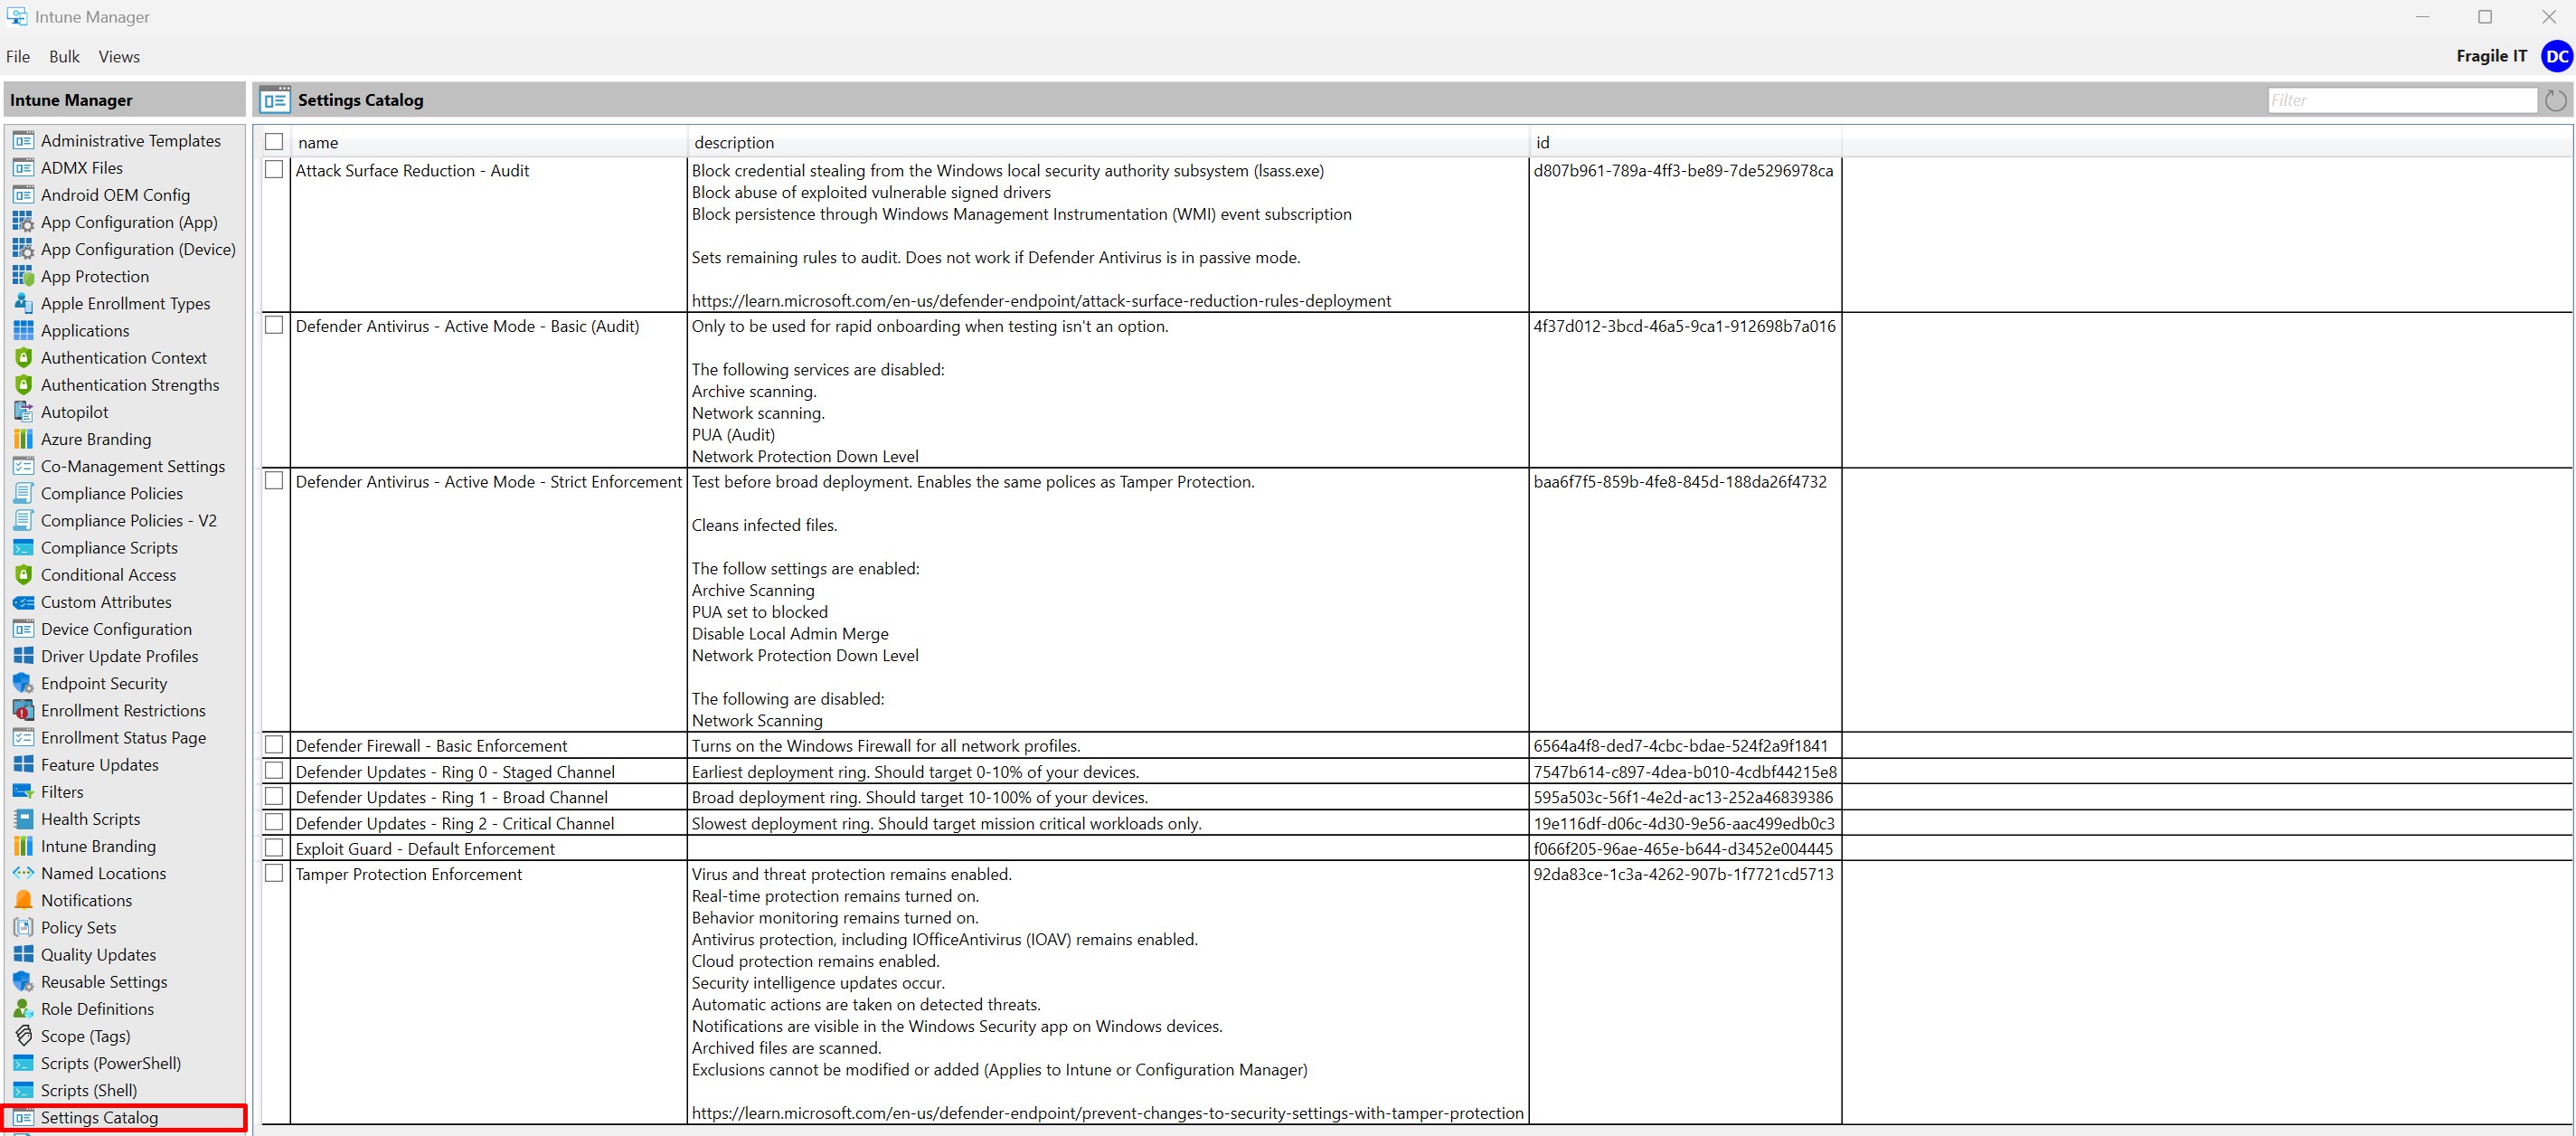 Intune Manager
File Bulk Views
Fragile IT DC
Intune Manager
Administrative Templates
ADMX Files
Android OEM Config
App Configuration (App)
App Configuration (Device)
App Protection
Apple Enrollment Types
Applications
Authentication Context
Authentication Strengths
Autopilot
Azure Branding
Co-Management Settings
Compliance Policies
Compliance Policies - V2
Compliance Scripts
Conditional Access
Custom Attributes
Device Configuration
Driver Update Profiles
Endpoint Security
Enrollment Restrictions
Enrollment Status Page
Feature Updates
Filters
Health Scripts
Intune Branding
Named Locations
Notifications
Policy Sets
Quality Updates
Reusable Settings
Role Definitions
Scope (Tags)
Scripts (PowerShell)
Scripts (Shell)
Settings Catalog
Settings Catalog
Filter
name description id
Attack Surface Reduction - Audit
Block credential stealing from the Windows local security authority subsystem (lsass.exe)
Block abuse of exploited vulnerable signed drivers
Block persistence through Windows Management Instrumentation (WMI) event subscription
Sets remaining rules to audit. Does not work if Defender Antivirus is in passive mode.
https://learn.microsoft.com/en-us/defender-endpoint/attack-surface-reduction-rules-deployment
d807b961-789a-4ff3-be89-7de5296978ca
Defender Antivirus - Active Mode - Basic (Audit)
Only to be used for rapid onboarding when testing isn't an option.
The following services are disabled:
Archive scanning.
Network scanning.
PUA (Audit)
Network Protection Down Level
4f37d012-3bcd-46a5-9ca1-912698b7a016
Defender Antivirus - Active Mode - Strict Enforcement
Test before broad deployment. Enables the same polices as Tamper Protection.
Cleans infected files.
The follow settings are enabled:
Archive Scanning
PUA set to blocked
Disable Local Admin Merge
Network Protection Down Level
The following are disabled:
Network Scanning
baa6f7f5-859b-4fe8-845d-188da26f4732
Defender Firewall - Basic Enforcement
Turns on the Windows Firewall for all network profiles.
6564a4f8-ded7-4cbc-bdae-524f2a9f1841
Defender Updates - Ring 0 - Staged Channel
Earliest deployment ring. Should target 0-10% of your devices.
7547b614-c897-4dea-b010-4cdbf44215e8
Defender Updates - Ring 1 - Broad Channel
Broad deployment ring. Should target 10-100% of your devices.
595a503c-56f1-4e2d-ac13-252a46839386
Defender Updates - Ring 2 - Critical Channel
Slowest deployment ring. Should target mission critical workloads only.
19e116df-d06c-4d30-9e56-aac499edb0c3
Exploit Guard - Default Enforcement
f066f205-96ae-465e-b644-d3452e004445
Tamper Protection Enforcement
Virus and threat protection remains enabled.
Real-time protection remains turned on.
Behavior monitoring remains turned on.
Antivirus protection, including IOfficeAntivirus (IOAV) remains enabled.
Cloud protection remains enabled.
Security intelligence updates occur.
Automatic actions are taken on detected threats.
Notifications are visible in the Windows Security app on Windows devices.
Archived files are scanned.
Exclusions cannot be modified or added (Applies to Intune or Configuration Manager)
https://learn.microsoft.com/en-us/defender-endpoint/prevent-changes-to-security-settings-with-tamper-protection
92da83ce-1c3a-4262-907b-1f7721cd5713